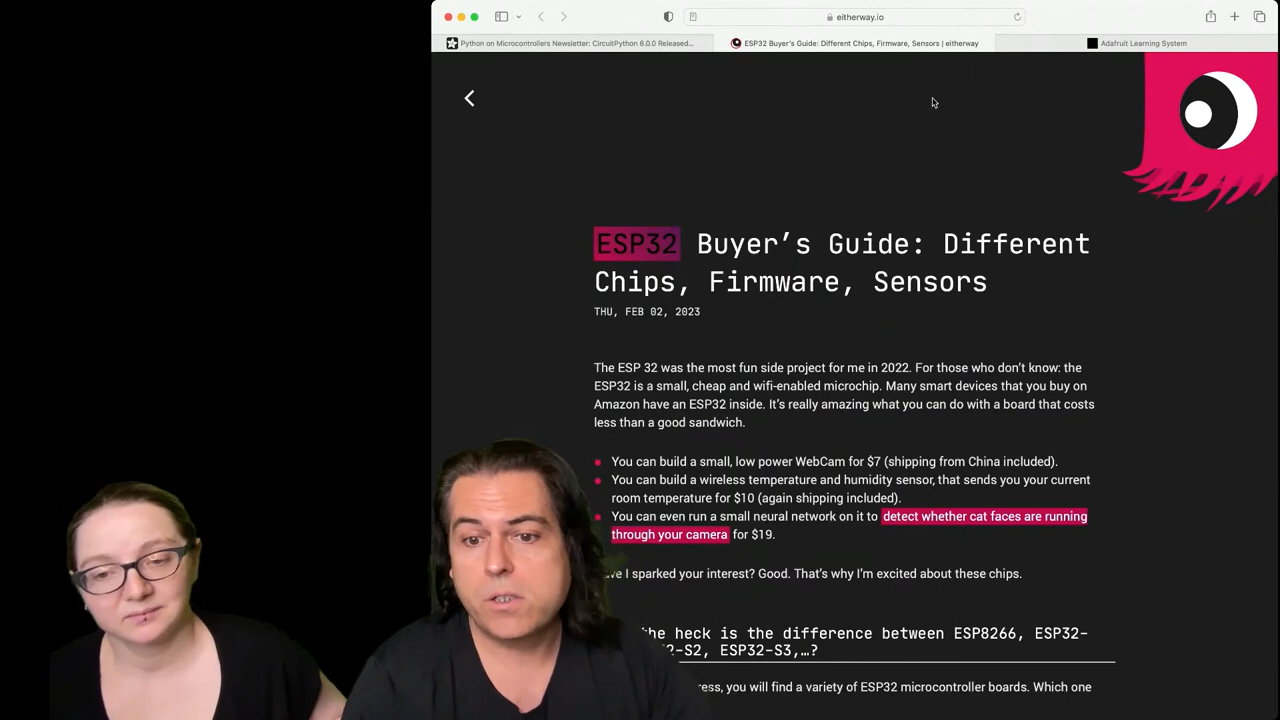 eitherway.io
Python on Microcontrollers Newsletter: CircuitPython 8.0.0 Released...
ESP32 Buyer's Guide: Different Chips, Firmware, Sensors | eitherway
Adafruit Learning System
ESP32 Buyer’s Guide: Different
Chips, Firmware, Sensors
THU, FEB 02, 2023
The ESP 32 was the most fun side project for me in 2022. For those who don’t know: the
ESP32 is a small, cheap and wifi-enabled microchip. Many smart devices that you buy on
Amazon have an ESP32 inside. It’s really amazing what you can do with a board that costs
less than a good sandwich.
You can build a small, low power WebCam for $7 (shipping from China included).
You can build a wireless temperature and humidity sensor, that sends you your current
room temperature for $10 (again shipping included).
You can even run a small neural network on it to detect whether cat faces are running
through your camera for $19.
I sparked your interest? Good. That’s why I’m excited about these chips.
the heck is the difference between ESP8266, ESP32-
-S2, ESP32-S3,…?
you will find a variety of ESP32 microcontroller boards. Which one